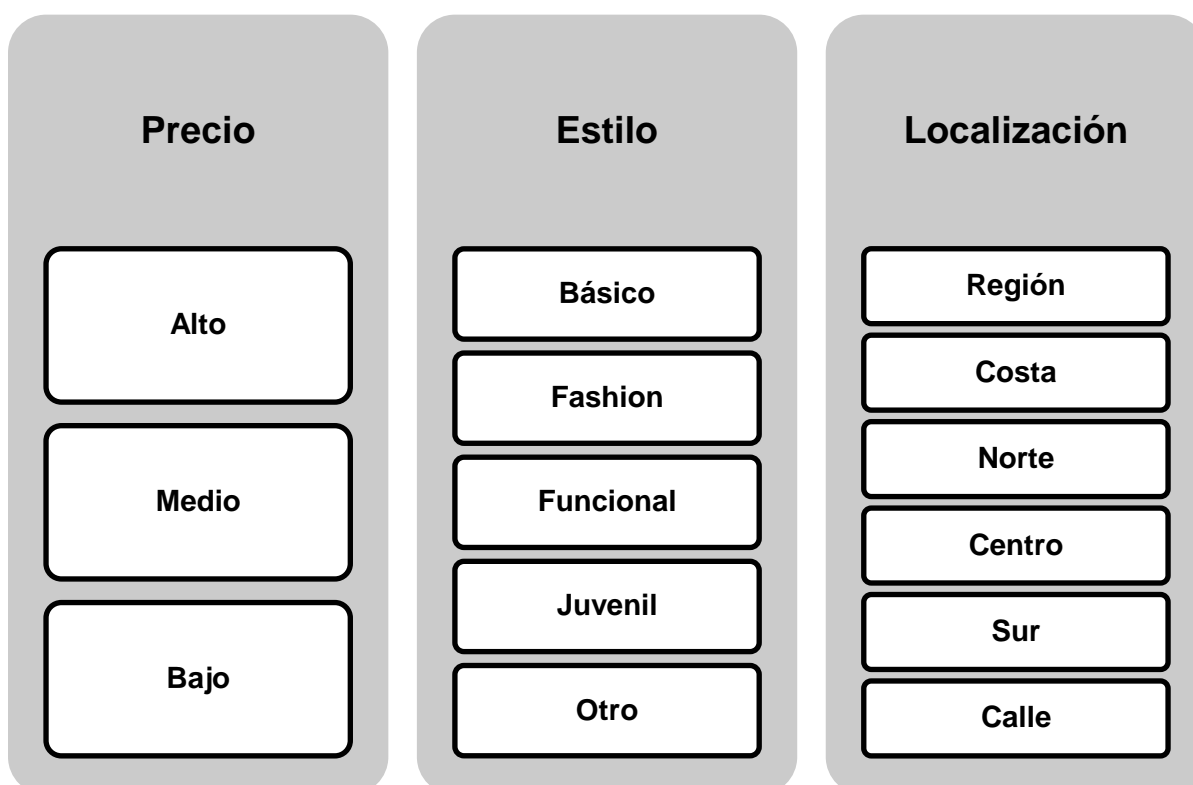 Precio
Alto
Medio
Bajo
Estilo
Básico
Fashion
Funcional
Juvenil
Otro
Localización
Región
Costa
Norte
Centro
Sur
Calle